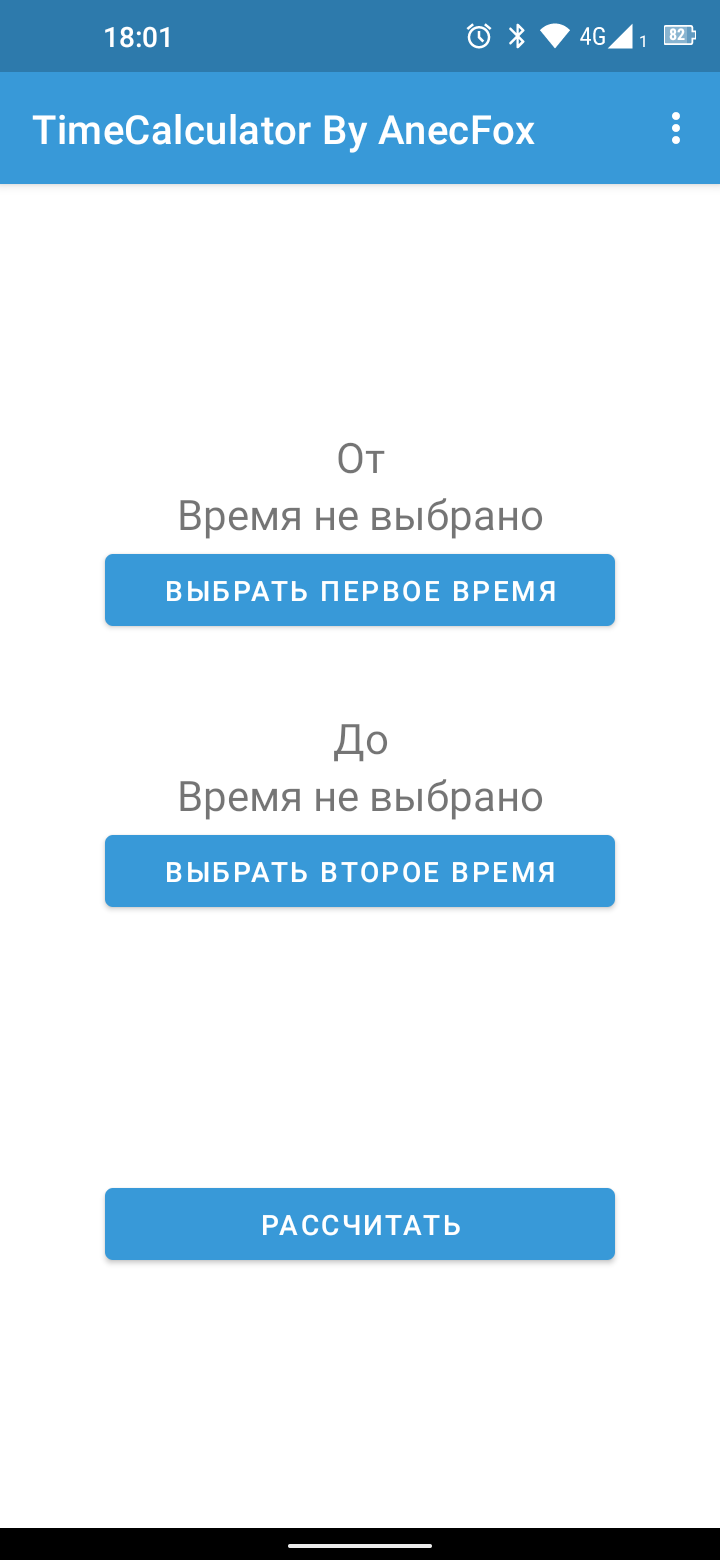 18:01
4G 1 82
TimeCalculator By AnecFox
От
Время не выбрано
ВЫБРАТЬ ПЕРВОЕ ВРЕМЯ
До
Время не выбрано
ВЫБРАТЬ ВТОРОЕ ВРЕМЯ
РАССЧИТАТЬ